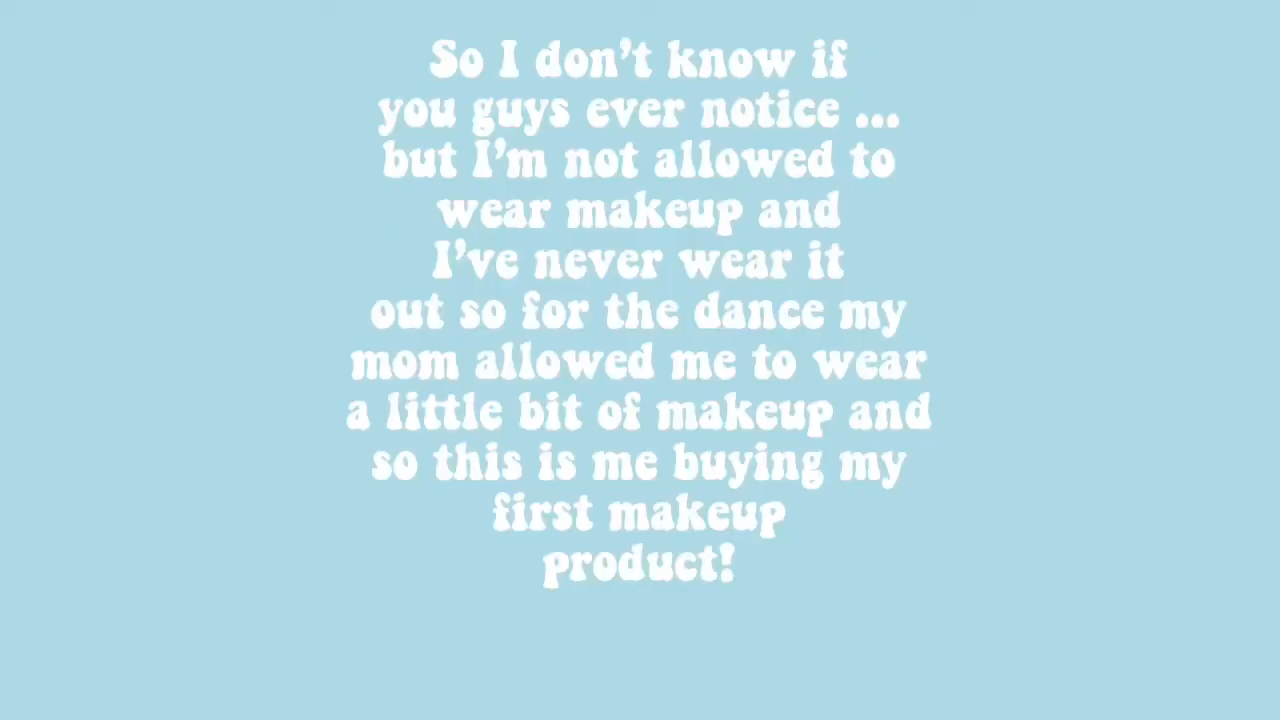 So I don't know if
you guys ever notice ...
but I'm not allowed to
wear makeup and
I've never wear it
out so for the dance my
mom allowed me to wear
a little bit of makeup and
so this is me buying my
first makeup
product!